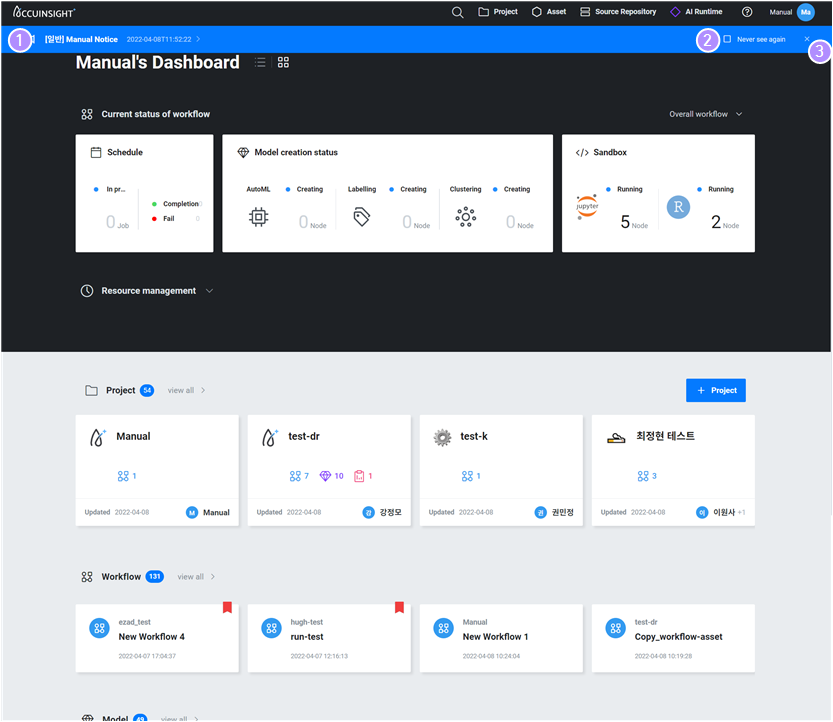 ACCUINSIGHT+
Project Asset Source Repository AI Runtime Manual Ma
1 [일반] Manual Notice 2022-04-08T11:52:22 2 Never see again 3
Manual's Dashboard
Current status of workflow Overall workflow
Schedule Model creation status Sandbox
In pr... AutoML Creating Labelling Creating Clustering Creating Running Running
Completion 0
Fail 0
0 Job 0 Node 0 Node 0 Node jupyter 5 Node R 2 Node
Resource management
Project 54 view all + Project
Manual test-dr test-k 최정현 테스트
1 7 10 1 1 3
Updated 2022-04-08 M Manual Updated 2022-04-08 강 강정모 Updated 2022-04-08 권 권민정 Updated 2022-04-08 이 이원사 +1
Workflow 131 view all
ezad_test hugh-test Manual test-dr
New Workflow 4 run-test New Workflow 1 Copy_workflow-asset
2022-04-07 17:04:37 2022-04-07 12:16:13 2022-04-08 10:24:04 2022-04-08 10:19:28
Model 49 view all